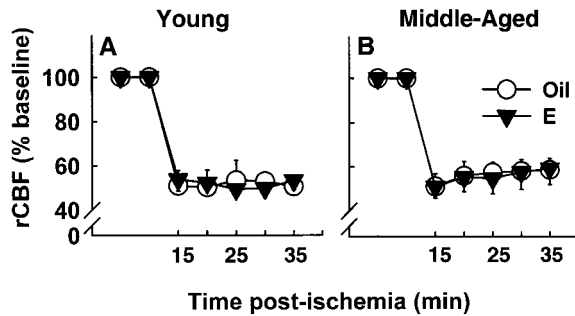 Young
Middle-Aged
A
B
rCBF (% baseline)
100
80
60
40
0
Oil
E
15 25 35
15 25 35
Time post-ischemia (min)